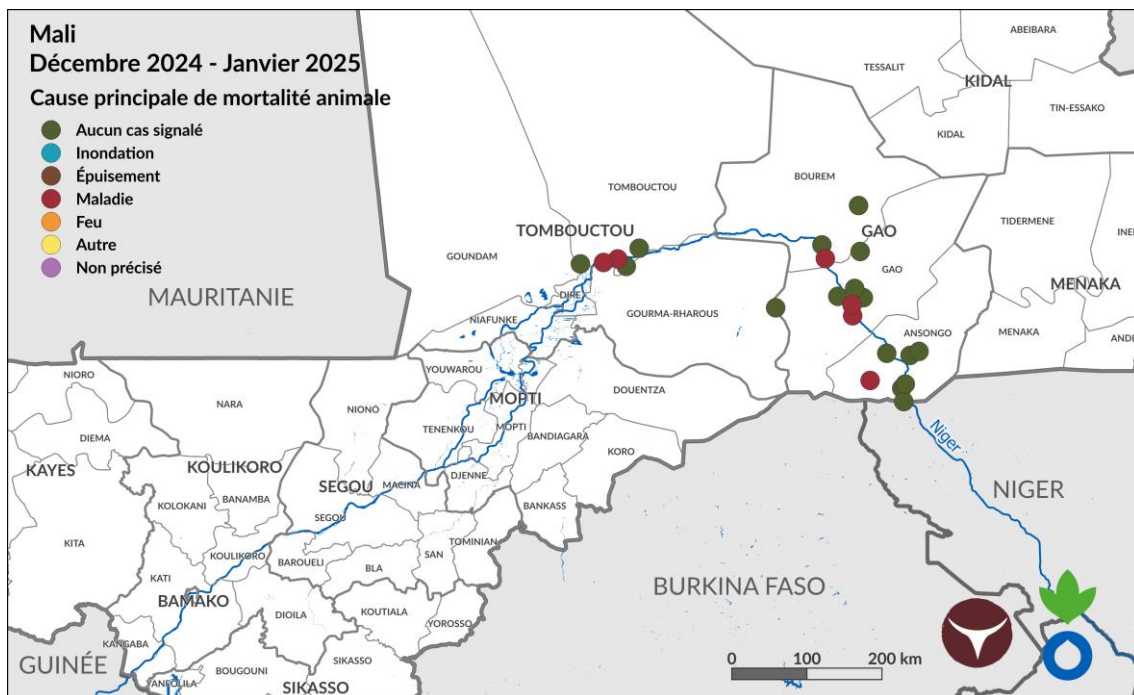 Mali
Décembre 2024 - Janvier 2025
Cause principale de mortalité animale
Aucun cas signalé
Inondation
Épuisement
Maladie
Feu
Autre
Non précisé
ABEIBARA
TESSALIT
KIDAL
TIN-ESSAKO
KIDAL
TOMBOUCTOU
BOUREM
TIDERMENE
TOMBOUCTOU
GAO
GOUNDAM
GAO
MENAKA
MAURITANIE
DIRE
GOURMA-RHAROUS
NIAFUNKE
ANSONGO
MENAKA
YOUWAROU
NIORO
DOUENTZA
NARA
NIONO
MOPTI
TENENKOU
MOPTI
BANDIAGARA
DIEMA
KORO
Niger
KAYES
KOULIKORO
SEGOU
MACINA
DJENNE
NIGER
BANAMBA
KOLOKANI
BANKASS
SEGOU
KITA
TOMINIAN
KOULIKORO
SAN
BAROUELI
BLA
KATI
BURKINA FASO
BAMAKO
DIOILA
KOUTIALA
YOROSSO
KANGABA
GUINÉE
SIKASSO
BOUGOUNI
YANFOLILA
SIKASSO
0 100 200 km